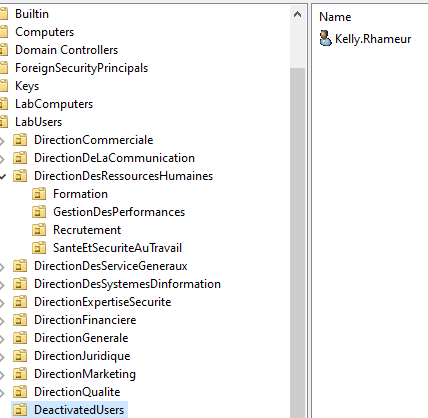 Builtin
Computers
Domain Controllers
ForeignSecurityPrincipals
Keys
LabComputers
LabUsers
DirectionCommerciale
DirectionDeLaCommunication
DirectionDesRessourcesHumaines
Formation
GestionDesPerformances
Recrutement
SanteEtSecuriteAuTravail
DirectionDesServiceGeneraux
DirectionDesSystemesDinformation
DirectionExpertiseSecurite
DirectionFinanciere
DirectionGenerale
DirectionJuridique
DirectionMarketing
DirectionQualite
DeactivatedUsers
Name
Kelly.Rhameur